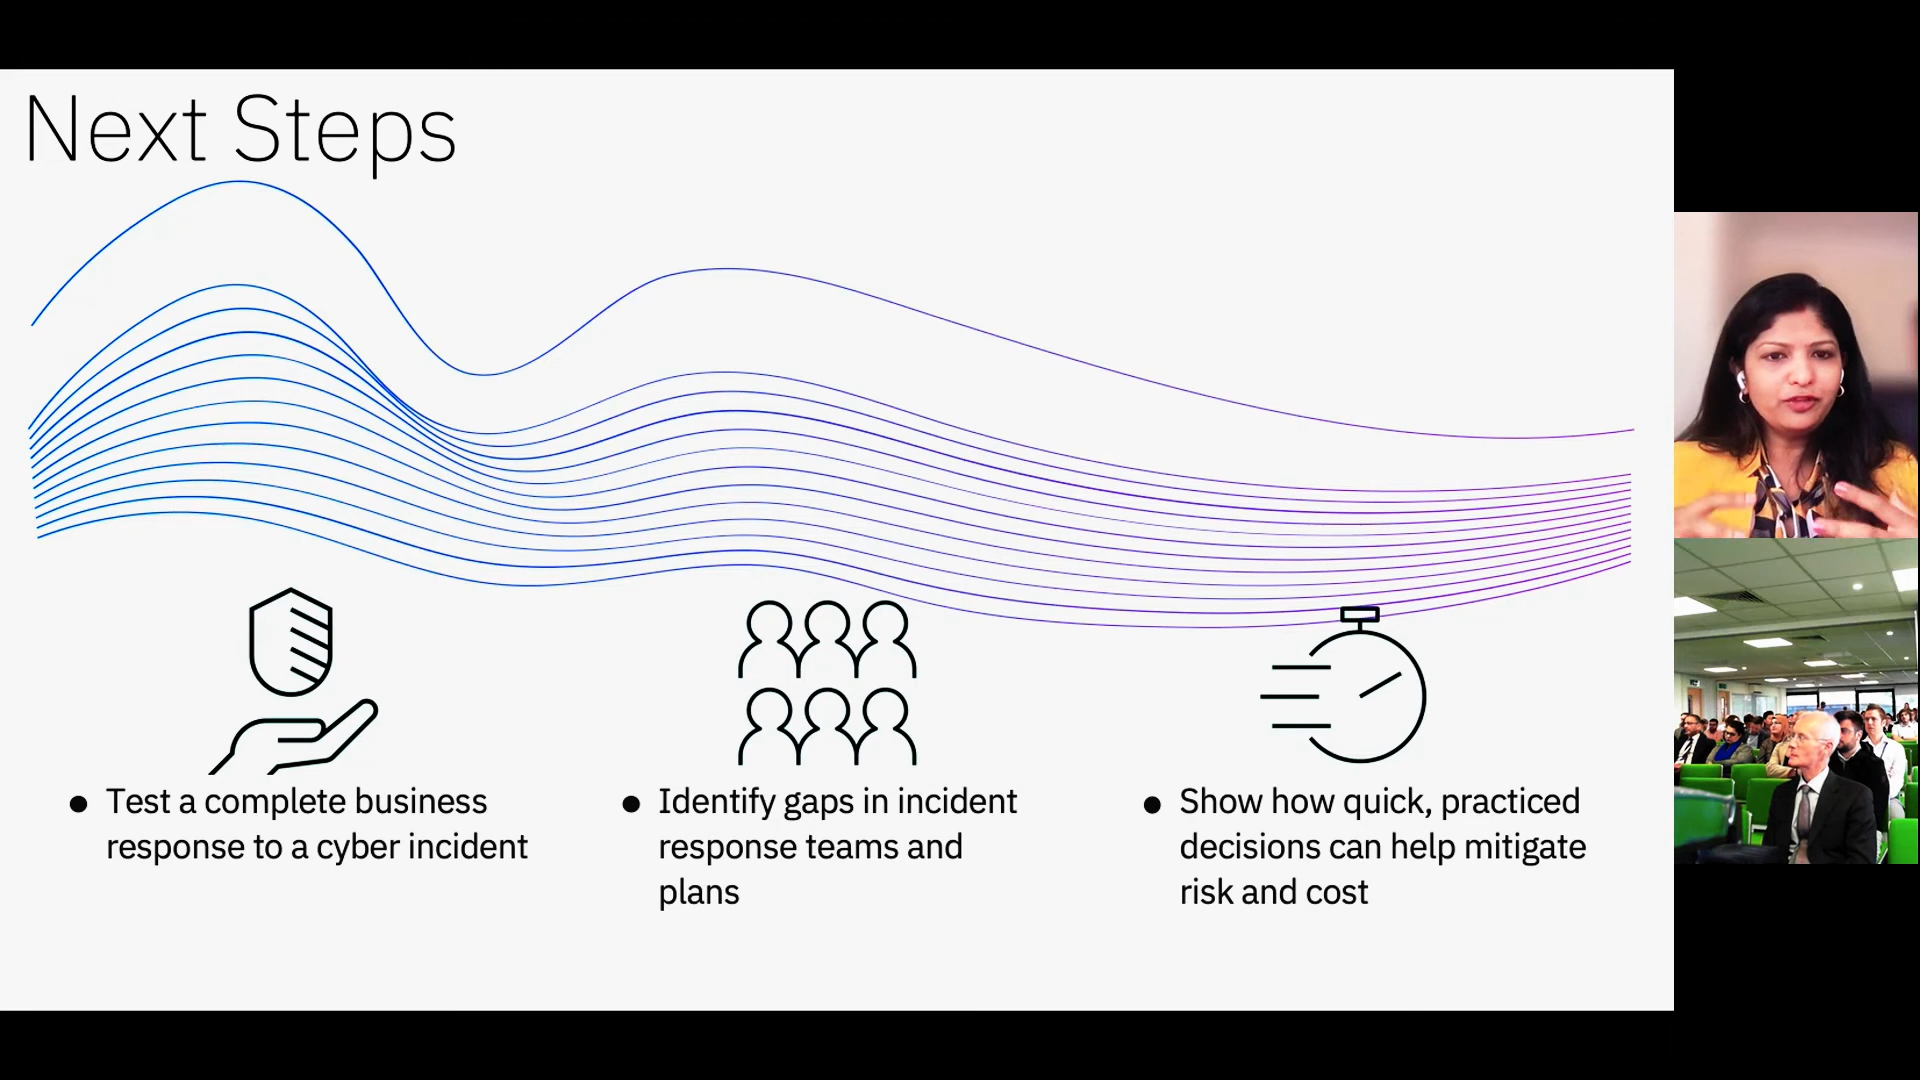 Next Steps
● Test a complete business
response to a cyber incident
● Identify gaps in incident
response teams and
plans
● Show how quick, practiced
decisions can help mitigate
risk and cost